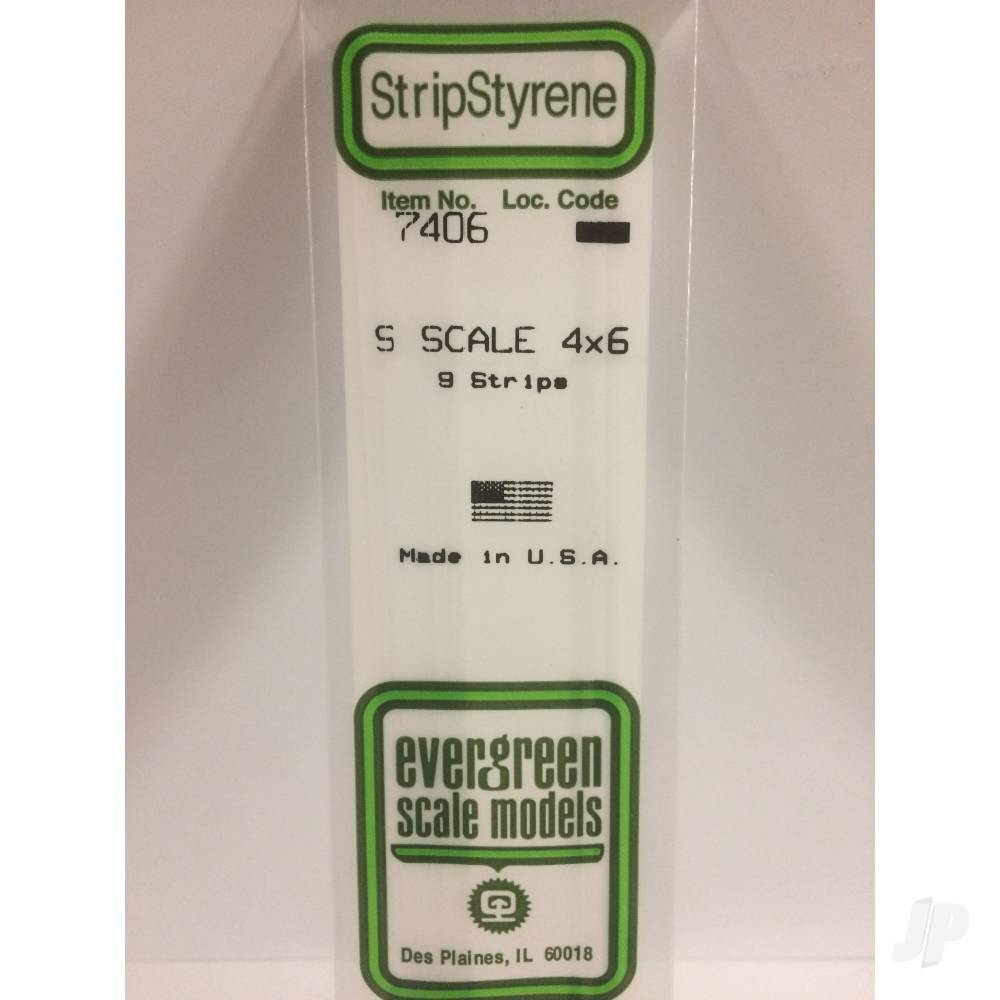 StripStyrene
Item No. Loc. Code
7406
S SCALE 4x6
9 Strips
Made in U.S.A.
evergreen
scale models
Des Plaines, IL 60018
JP